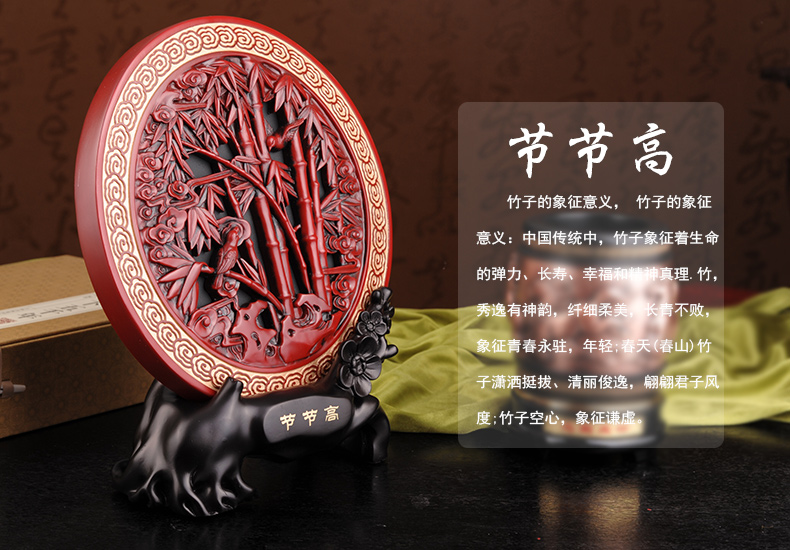 节节高
竹子的象征意义， 竹子的象征
意义：中国传统中，竹子象征着生命
的弹力、长寿、幸福和精神真理.竹，
秀逸有神韵，纤细柔美，长青不败，
象征青春永驻，年轻;春天(春山)竹
子潇洒挺拔、清丽俊逸，翩翩君子风
度;竹子空心，象征谦虚。
节节高